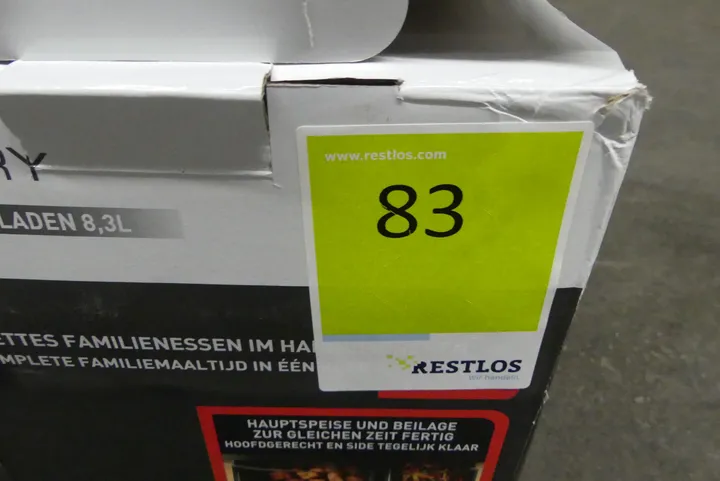 www.restlos.com
83
RY
LADEN 8,3L
ETTES FAMILIENESSEN IM HA
MPLETE FAMILIEMAALTIJD IN ÉÉN
RESTLOS
HAUPTSPEISE UND BEILAGE
ZUR GLEICHEN ZEIT FERTIG
HOOFDGERECHT EN SIDE TEGELIJK KLAAR